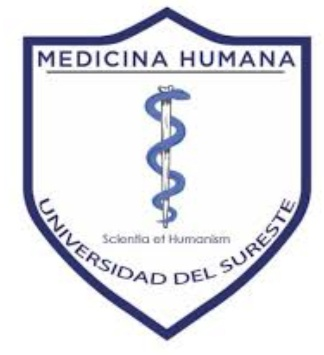 MEDICINA HUMANA
Scientia et Humanism
UNIVERSIDAD DEL SURESTE